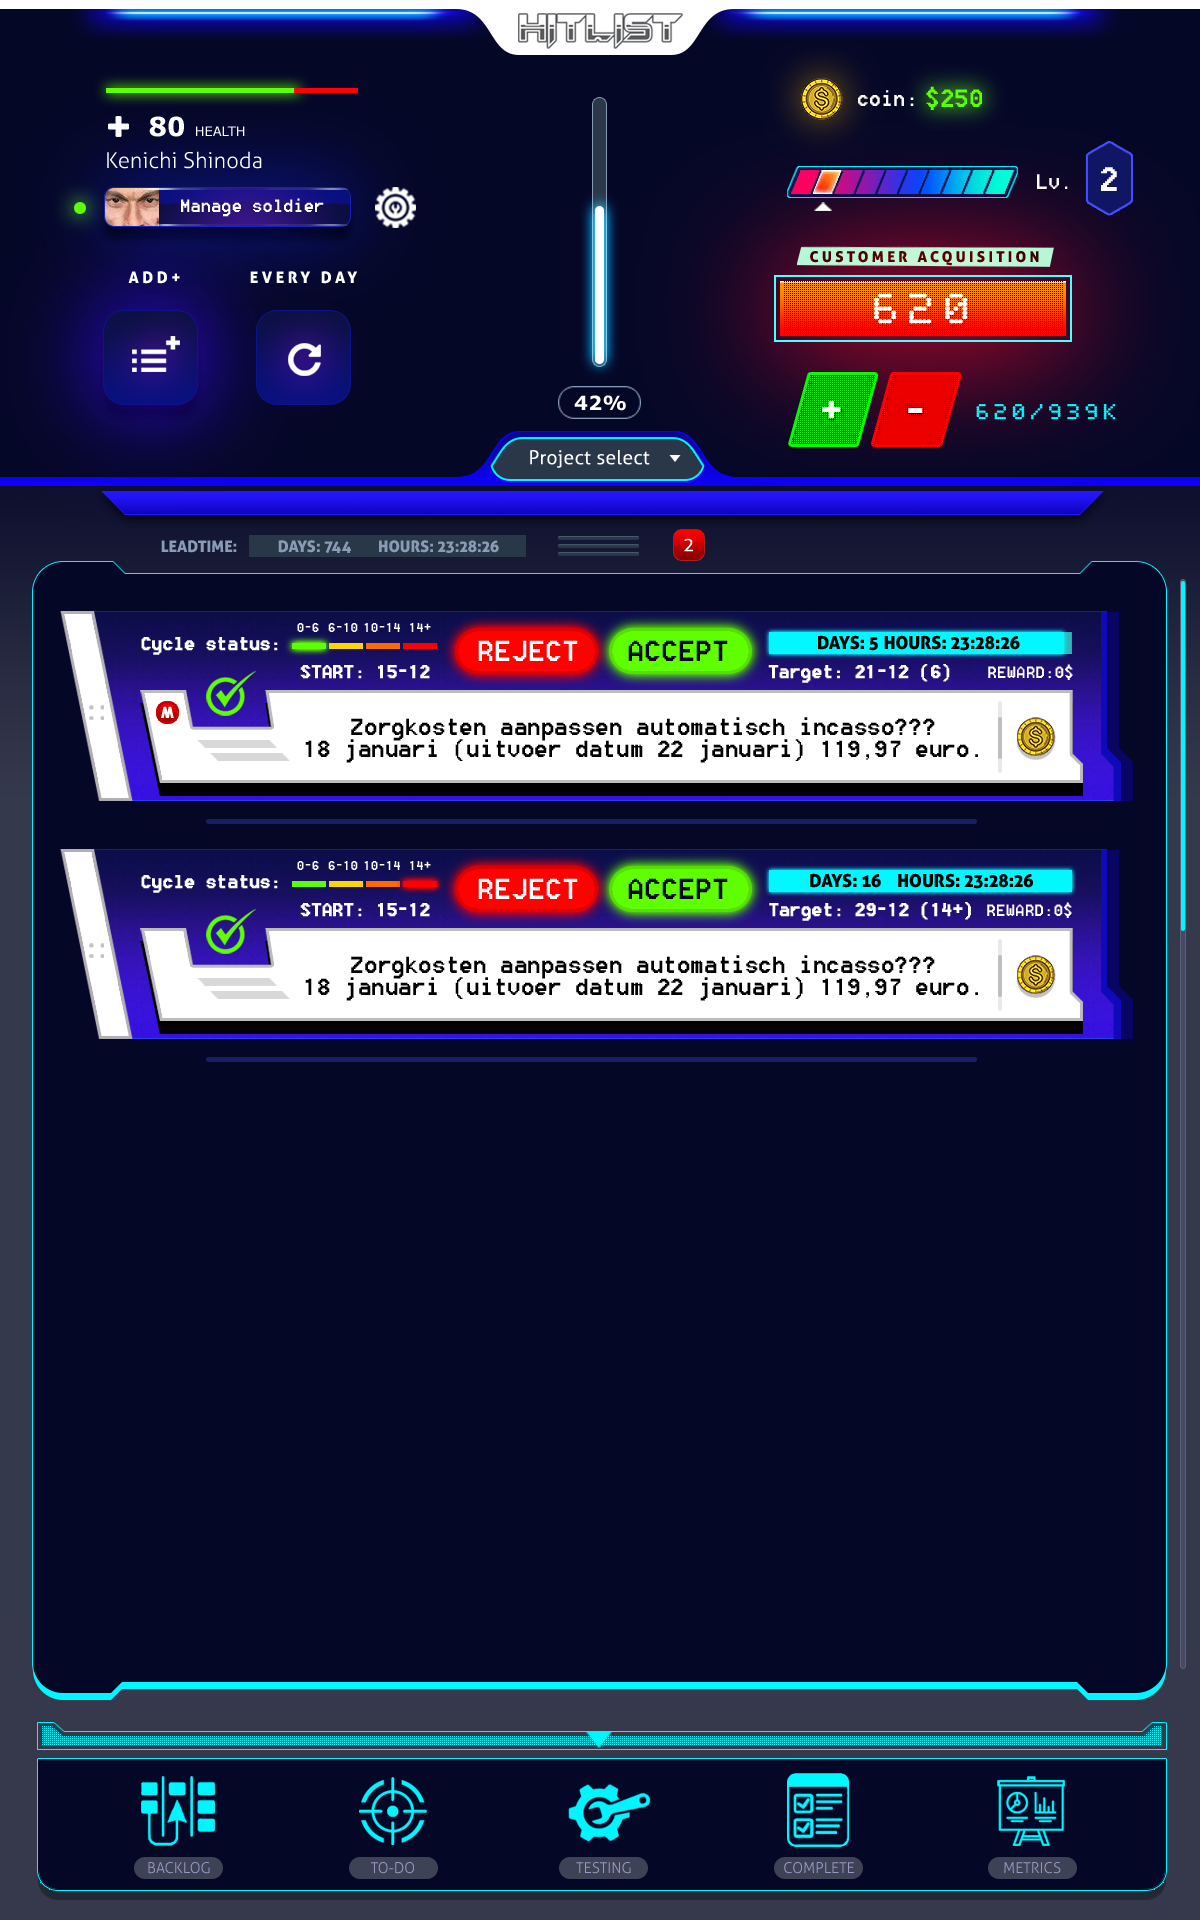 HITLIST
80 HEALTH
Kenichi Shinoda
Manage soldier
ADD+
EVERY DAY
42%
Project select
coin: $250
Lv. 2
CUSTOMER ACQUISITION
620
+ -
620/939K
LEADTIME: DAYS: 744 HOURS: 23:28:26
2
Cycle status:
0-6 6-10 10-14 14+
START: 15-12
REJECT
ACCEPT
DAYS: 5 HOURS: 23:28:26
Target: 21-12 (6) REWARD:0$
M
Zorgkosten aanpassen automatisch incasso???
18 januari (uitvoer datum 22 januari) 119,97 euro.
Cycle status:
0-6 6-10 10-14 14+
START: 15-12
REJECT
ACCEPT
DAYS: 16 HOURS: 23:28:26
Target: 29-12 (14+) REWARD:0$
Zorgkosten aanpassen automatisch incasso???
18 januari (uitvoer datum 22 januari) 119,97 euro.
BACKLOG
TO-DO
TESTING
COMPLETE
METRICS